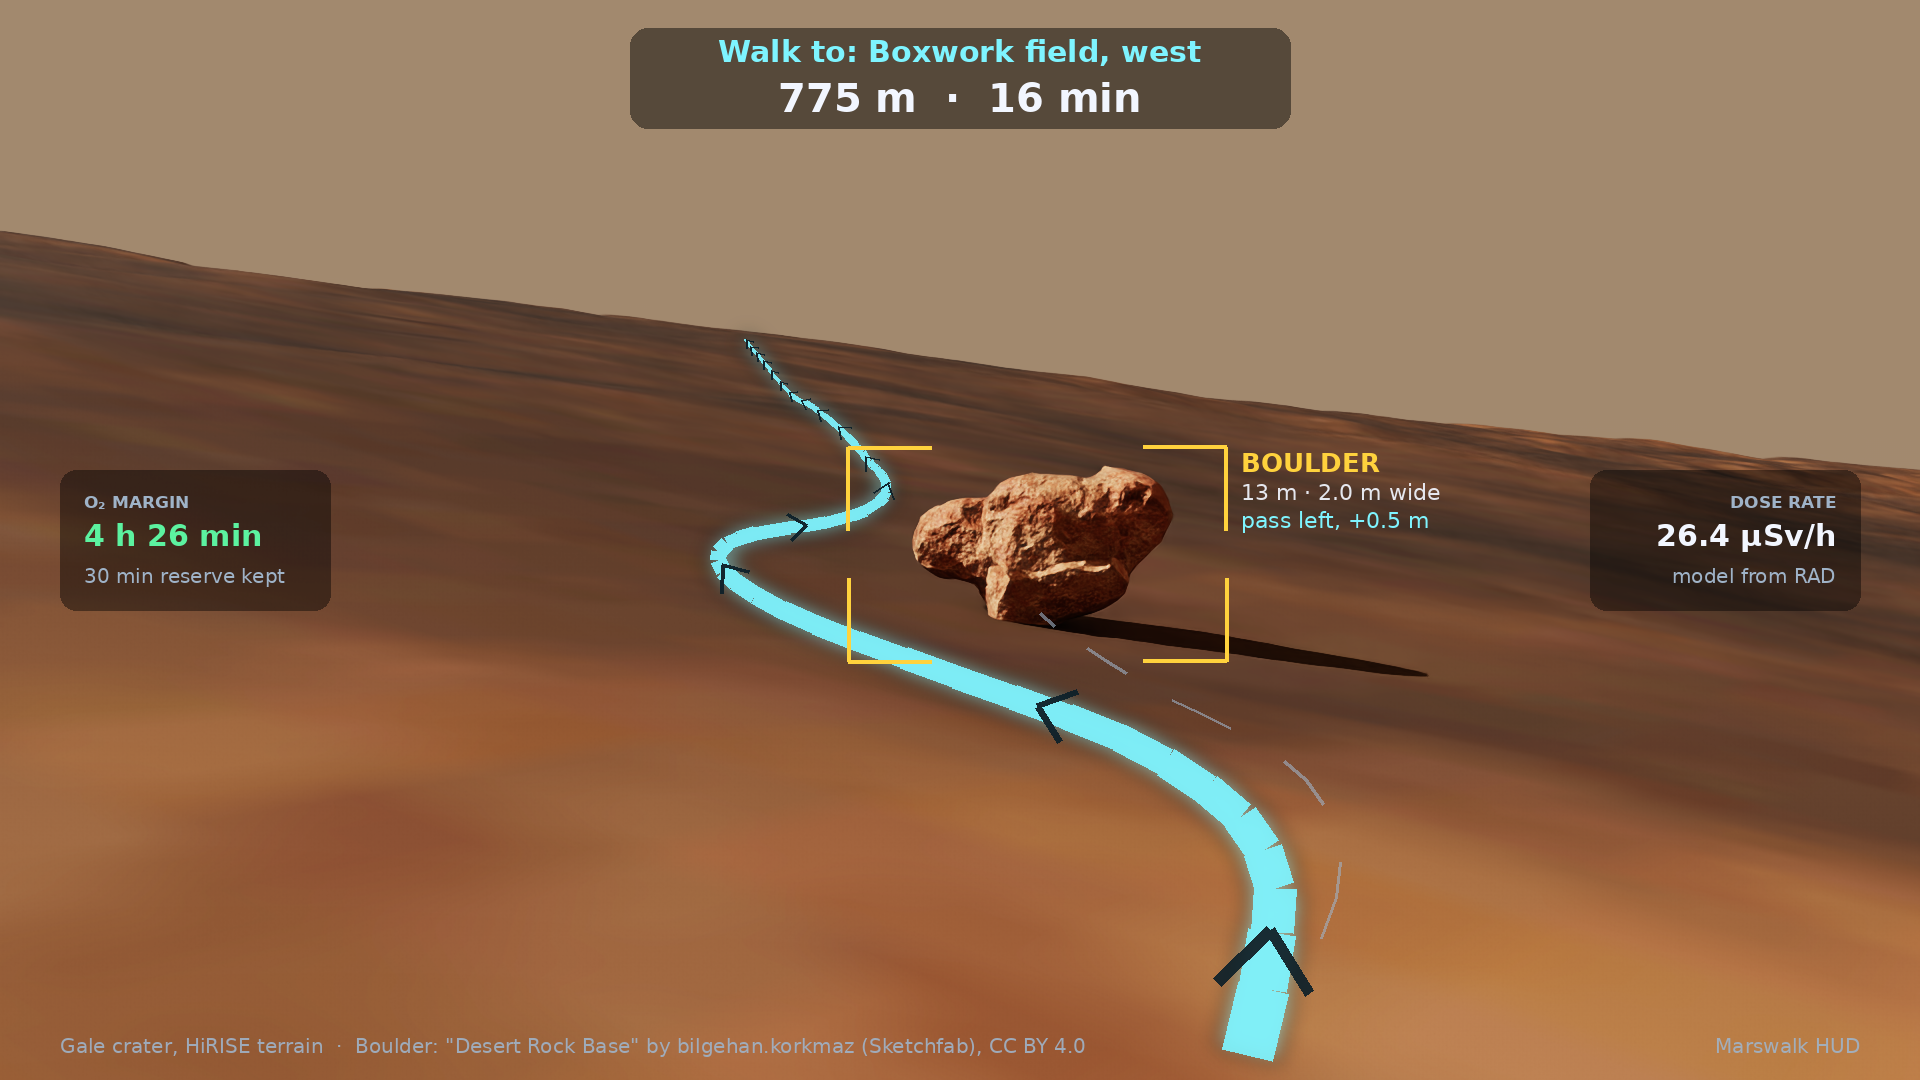 Walk to: Boxwork field, west
775 m · 16 min
BOULDER
13 m · 2.0 m wide
pass left, +0.5 m
O₂ MARGIN
4 h 26 min
30 min reserve kept
DOSE RATE
26.4 µSv/h
model from RAD
Gale crater, HiRISE terrain · Boulder: "Desert Rock Base" by bilgehan.korkmaz (Sketchfab), CC BY 4.0
Marswalk HUD